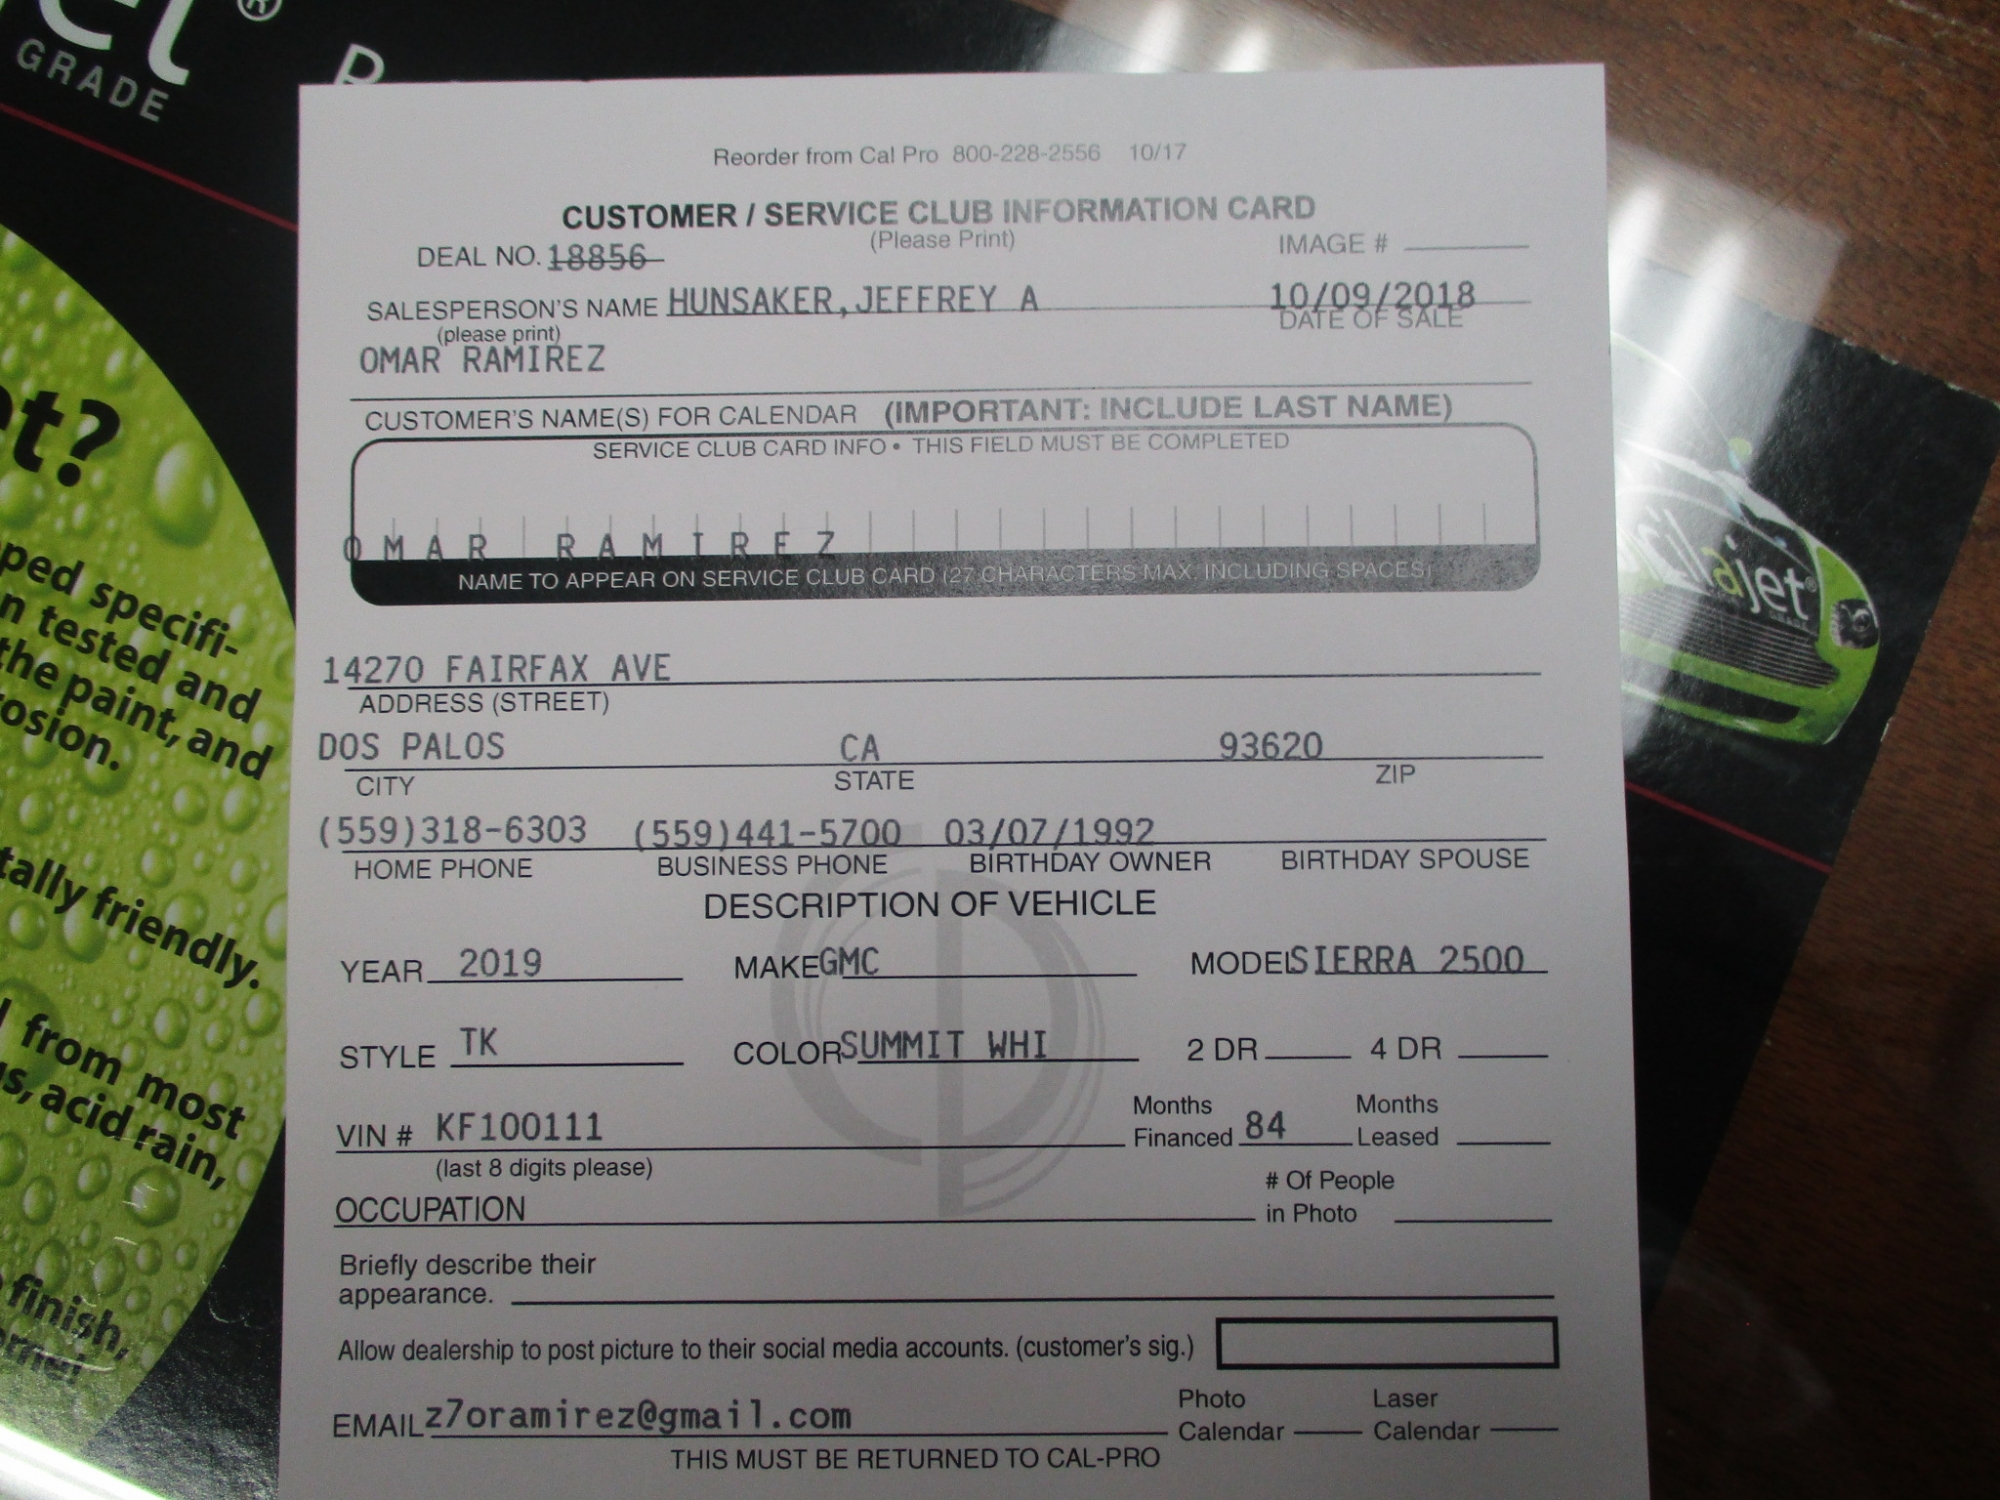 el®
GRADE
P
et?
ped specifi-
n tested and
the paint, and
osion.
tally friendly.
from most
s, acid rain,
finish,
Reorder from Cal Pro 800-228-2556 10/17
CUSTOMER / SERVICE CLUB INFORMATION CARD
(Please Print)
DEAL NO. 18856 IMAGE #
SALESPERSON'S NAME HUNSAKER,JEFFREY A 10/09/2018
(please print) DATE OF SALE
OMAR RAMIREZ
CUSTOMER'S NAME(S) FOR CALENDAR (IMPORTANT: INCLUDE LAST NAME)
SERVICE CLUB CARD INFO • THIS FIELD MUST BE COMPLETED
OMAR RAMIREZ
NAME TO APPEAR ON SERVICE CLUB CARD (27 CHARACTERS MAX. INCLUDING SPACES)
14270 FAIRFAX AVE
ADDRESS (STREET)
DOS PALOS CA 93620
CITY STATE ZIP
(559)318-6303 (559)441-5700 03/07/1992
HOME PHONE BUSINESS PHONE BIRTHDAY OWNER BIRTHDAY SPOUSE
DESCRIPTION OF VEHICLE
YEAR 2019 MAKE GMC MODEL SIERRA 2500
STYLE TK COLOR SUMMIT WHI 2 DR 4 DR
VIN # KF100111 Months Financed 84 Months Leased
(last 8 digits please)
OCCUPATION # Of People in Photo
Briefly describe their
appearance.
Allow dealership to post picture to their social media accounts. (customer's sig.)
EMAIL z7oramirez@gmail.com Photo Calendar Laser Calendar
THIS MUST BE RETURNED TO CAL-PRO
cilajet®